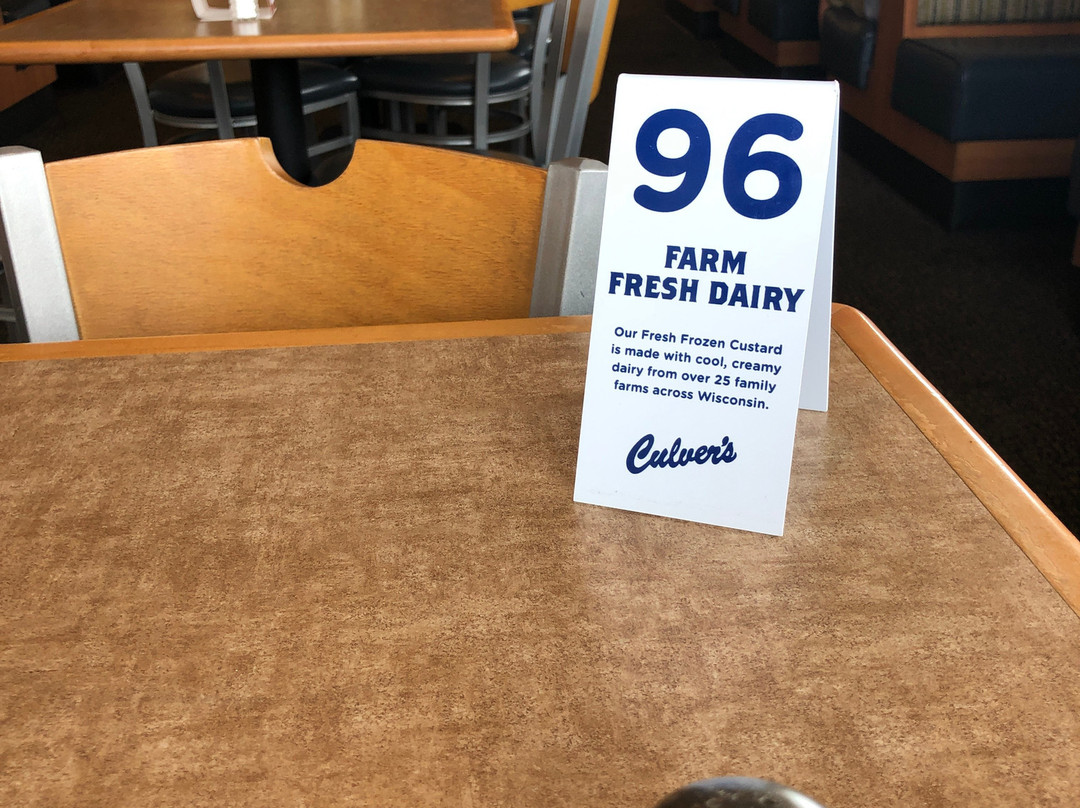 96
FARM
FRESH DAIRY
Our Fresh Frozen Custard
is made with cool, creamy
dairy from over 25 family
farms across Wisconsin.
Culver's